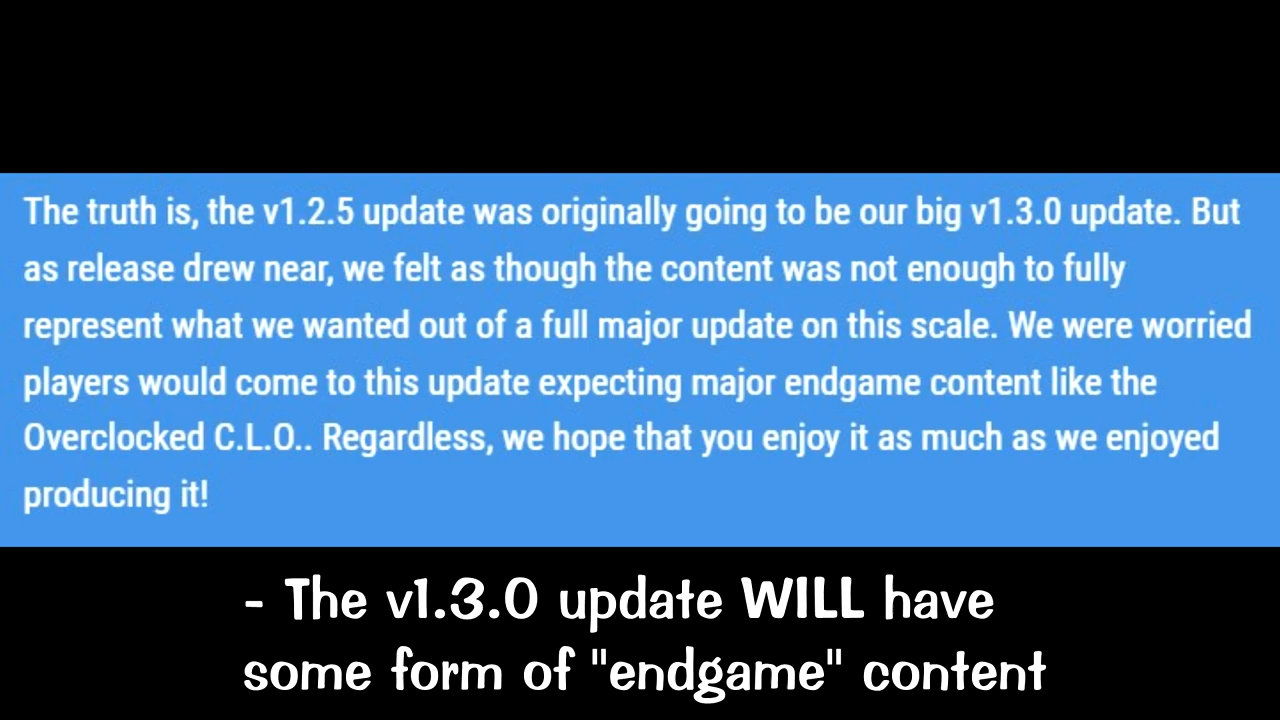 The truth is, the v1.2.5 update was originally going to be our big v1.3.0 update. But
as release drew near, we felt as though the content was not enough to fully
represent what we wanted out of a full major update on this scale. We were worried
players would come to this update expecting major endgame content like the
Overclocked C.L.O.. Regardless, we hope that you enjoy it as much as we enjoyed
producing it!
- The v1.3.0 update WILL have
some form of "endgame" content